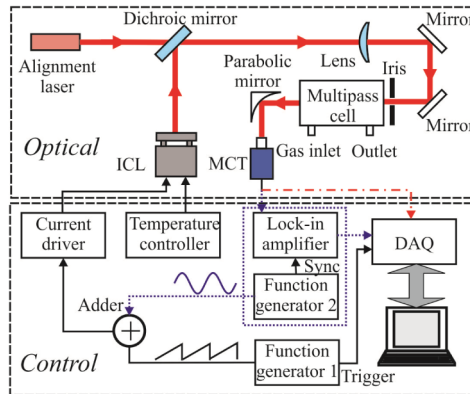 Dichroic mirror
Mirror
Alignment
laser
Lens
Parabolic
mirror
Iris
Multipass
cell
Mirror
Optical
ICL
MCT
Gas inlet
Outlet
Current
driver
Temperature
controller
Lock-in
amplifier
DAQ
Sync
Function
generator 2
Adder
Control
Function
generator 1
Trigger